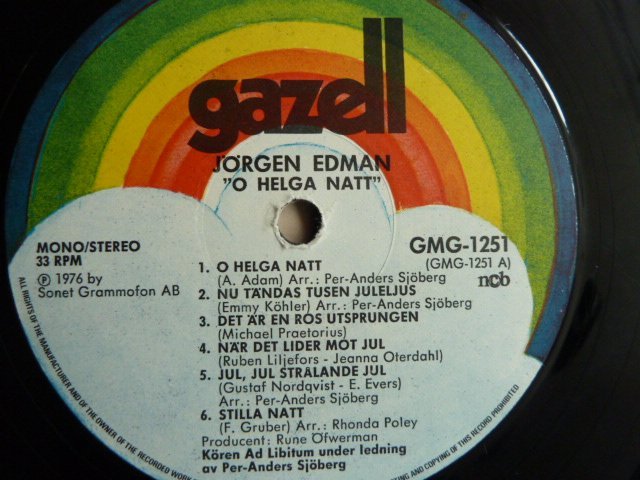 gazell
JÖRGEN EDMAN
"O HELGA NATT"
MONO/STEREO
33 RPM
GMG-1251
(GMG-1251 A)
ncb
Ⓟ 1976 by
Sonet Grammofon AB
1. O HELGA NATT
(A. Adam) Arr.: Per-Anders Sjöberg
2. NU TÄNDAS TUSEN JULELJUS
(Emmy Köhler) Arr.: Per-Anders Sjöberg
3. DET ÄR EN ROS UTSPRUNGEN
(Michael Praetorius)
4. NÄR DET LIDER MOT JUL
(Ruben Liljefors - Jeanna Oterdahl)
5. JUL, JUL STRALANDE JUL
(Gustaf Nordqvist - E. Evers)
Arr.: Per-Anders Sjöberg
6. STILLA NATT
(F. Gruber) Arr.: Rhonda Poley
Producent: Rune Öfwerman
Kören Ad Libitum under ledning
av Per-Anders Sjöberg
ALL RIGHTS OF THE MANUFACTURER AND OF THE OWNER OF THE RECORDED WORK
ING AND COPYING OF THIS RECORD PROHIBITED